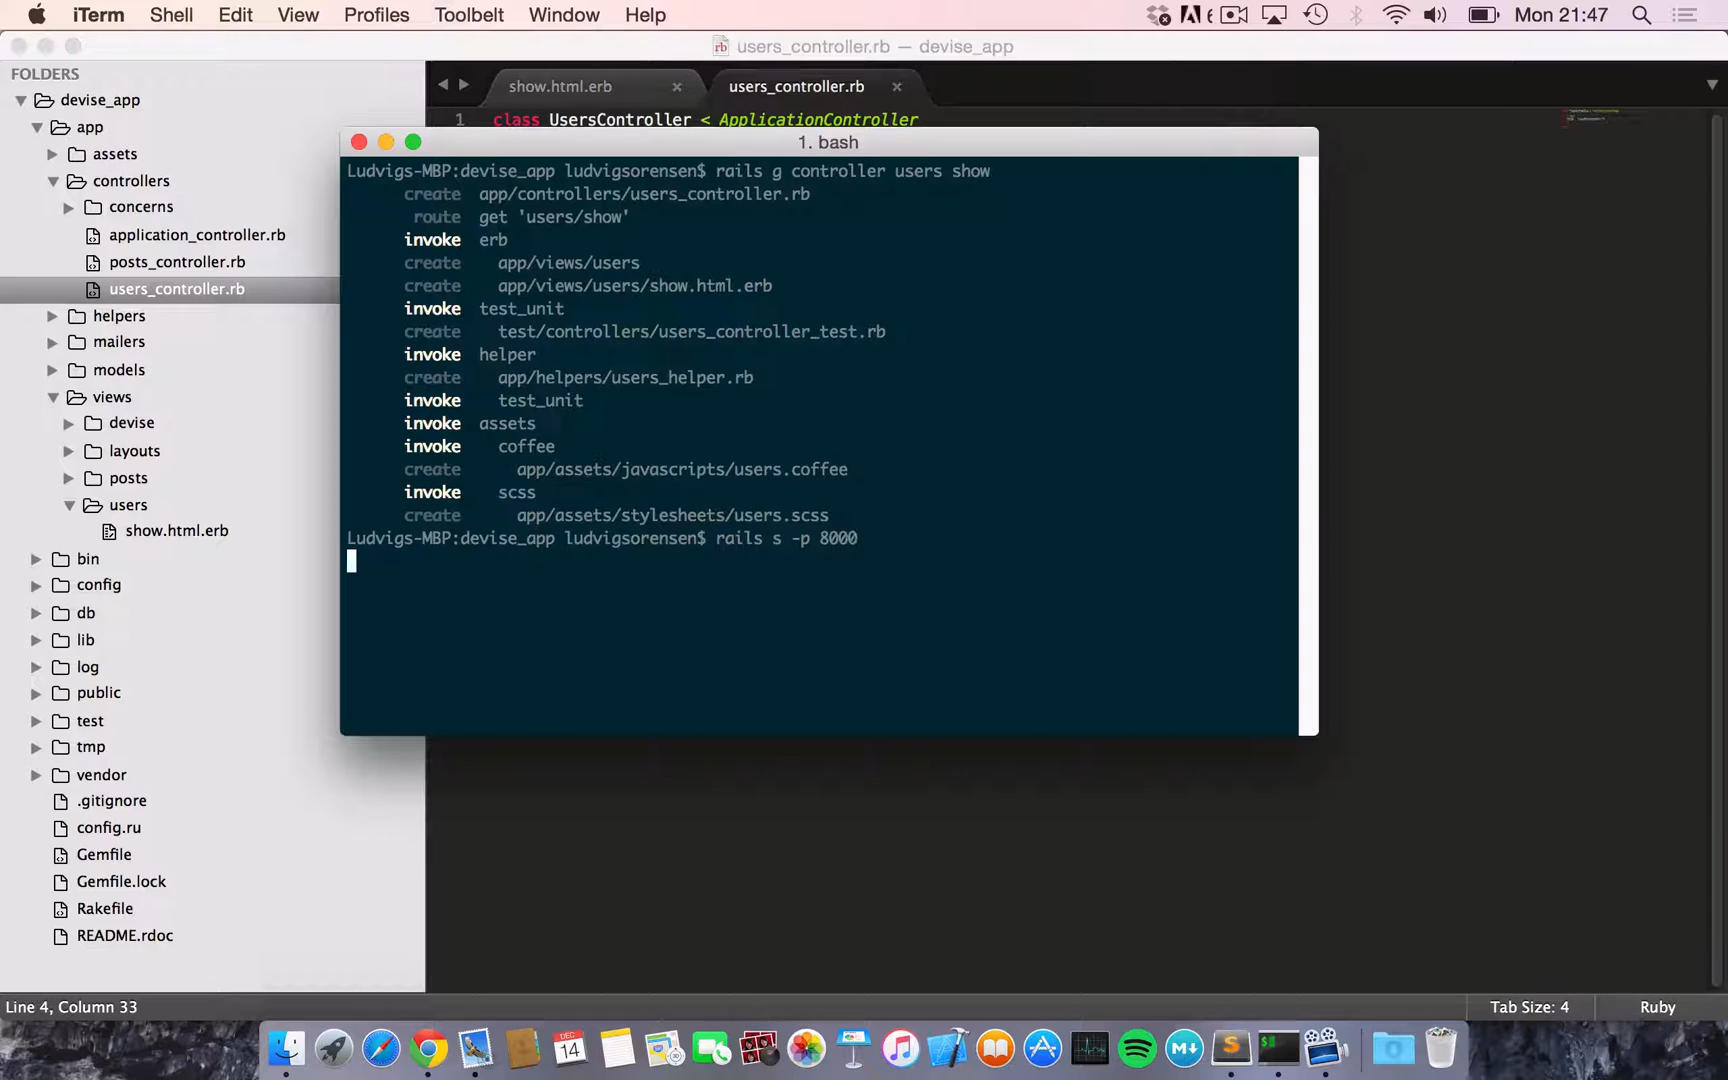 iTerm Shell Edit View Profiles Toolbelt Window Help 6 Mon 21:47
users_controller.rb — devise_app
FOLDERS
devise_app
app
assets
controllers
concerns
application_controller.rb
posts_controller.rb
users_controller.rb
helpers
mailers
models
views
devise
layouts
posts
users
show.html.erb
bin
config
db
lib
log
public
test
tmp
vendor
.gitignore
config.ru
Gemfile
Gemfile.lock
Rakefile
README.rdoc
show.html.erb users_controller.rb
1 class UsersController < ApplicationController
1. bash
Ludvigs-MBP:devise_app ludvigsorensen$ rails g controller users show
create app/controllers/users_controller.rb
route get 'users/show'
invoke erb
create app/views/users
create app/views/users/show.html.erb
invoke test_unit
create test/controllers/users_controller_test.rb
invoke helper
create app/helpers/users_helper.rb
invoke test_unit
invoke assets
invoke coffee
create app/assets/javascripts/users.coffee
invoke scss
create app/assets/stylesheets/users.scss
Ludvigs-MBP:devise_app ludvigsorensen$ rails s -p 8000
Line 4, Column 33 Tab Size: 4 Ruby
DEC
14